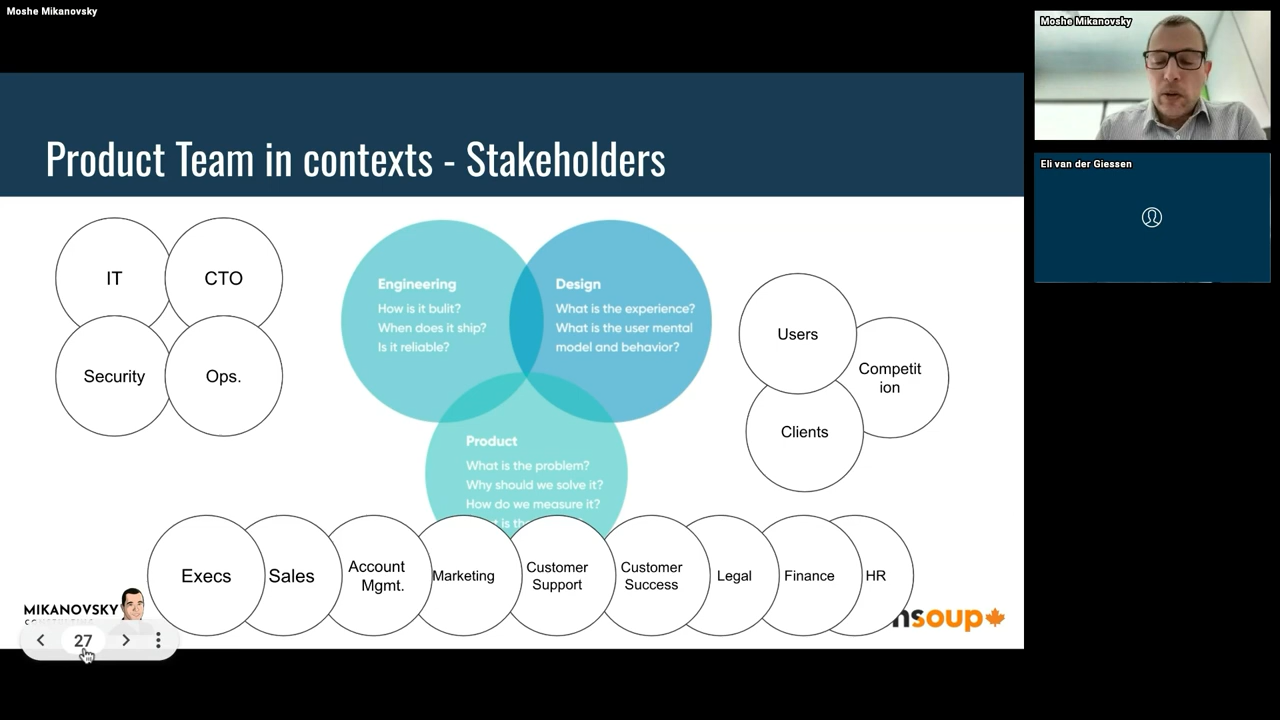 Moshe Mikanovsky
Moshe Mikanovsky
Eli van der Giessen
Product Team in contexts - Stakeholders
IT
CTO
Security
Ops.
Engineering
How is it bulit?
When does it ship?
Is it reliable?
Design
What is the experience?
What is the user mental
model and behavior?
Product
What is the problem?
Why should we solve it?
How do we measure it?
is the
Users
Competit
ion
Clients
Execs
Sales
Account
Mgmt.
Marketing
Customer
Support
Customer
Success
Legal
Finance
HR
MIKANOVSKY
nsoup
27